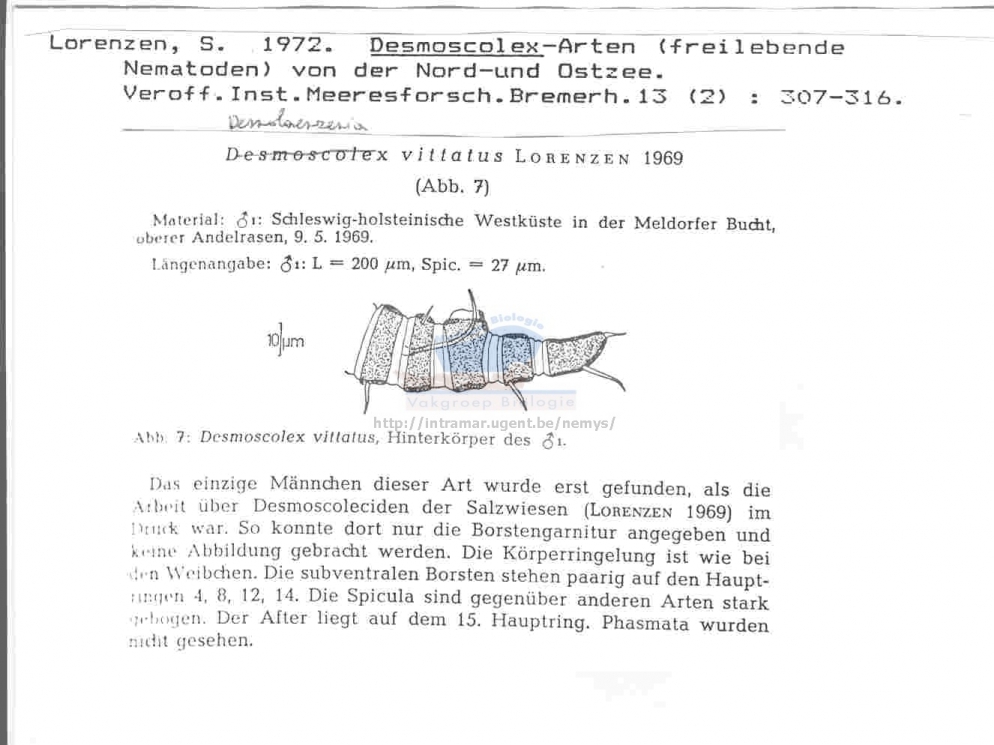 Lorenzen, S. 1972. Desmoscolex-Arten (freilebende
Nematoden) von der Nord-und Ostzee.
Veroff.Inst.Meeresforsch.Bremerh.13 (2) : 307-316.
Desmolorenzenia
Desmoscolex vittatus LORENZEN 1969
(Abb. 7)
Material: ♂1: Schleswig-holsteinische Westküste in der Meldorfer Bucht,
oberer Andelrasen, 9. 5. 1969.
Längenangabe: ♂1: L = 200 µm, Spic. = 27 µm.
10 µm
Biologie
Vakgroep Biologie
http://intramar.ugent.be/nemys/
Abb. 7: Desmoscolex vittatus, Hinterkörper des ♂1.
Das einzige Männchen dieser Art wurde erst gefunden, als die
Arbeit über Desmoscoleciden der Salzwiesen (LORENZEN 1969) im
Druck war. So konnte dort nur die Borstengarnitur angegeben und
keine Abbildung gebracht werden. Die Körperringelung ist wie bei
den Weibchen. Die subventralen Borsten stehen paarig auf den Haupt-
ringen 4, 8, 12, 14. Die Spicula sind gegenüber anderen Arten stark
gebogen. Der After liegt auf dem 15. Hauptring. Phasmata wurden
nicht gesehen.